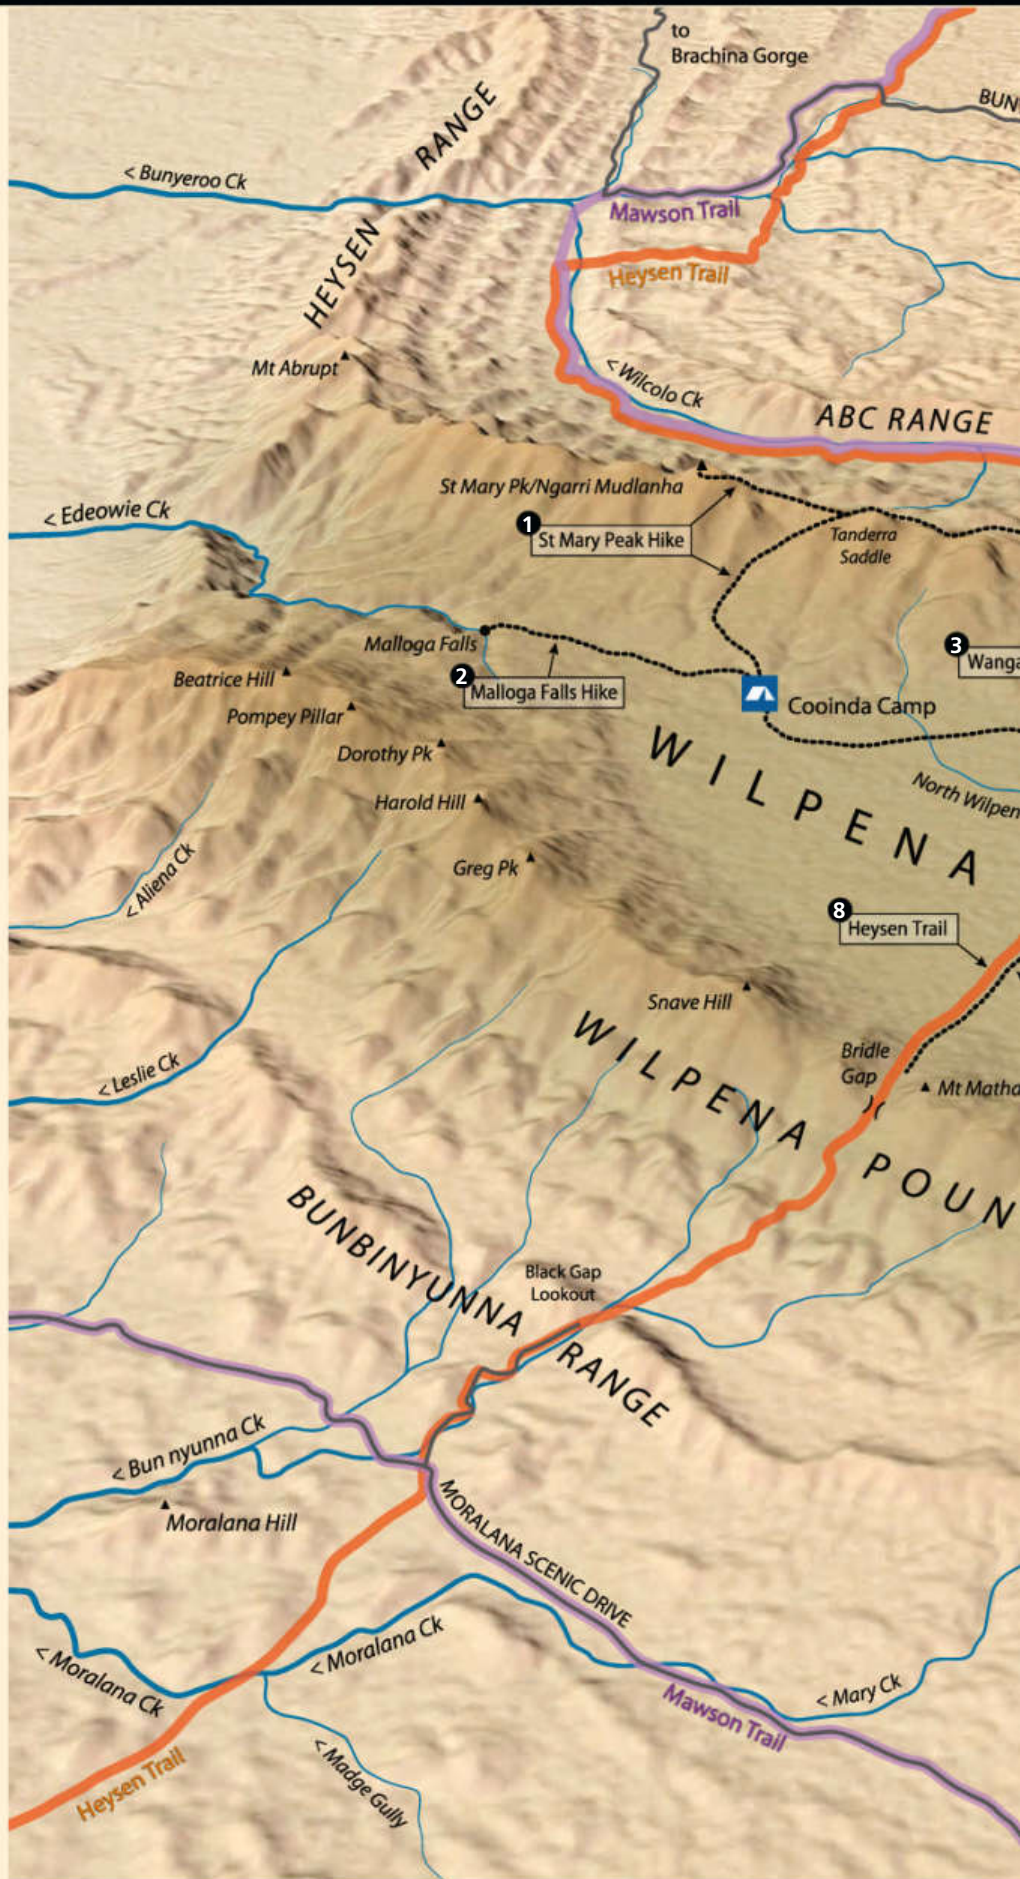 to
Brachina Gorge
BUN
HEYSEN RANGE
< Bunyeroo Ck
Mawson Trail
Heysen Trail
Mt Abrupt
< Wilcolo Ck
ABC RANGE
St Mary Pk/Ngarri Mudlanha
< Edeowie Ck
1
St Mary Peak Hike
Tanderra
Saddle
Malloga Falls
3
Wanga
Beatrice Hill
2
Malloga Falls Hike
Cooinda Camp
Pompey Pillar
WILPENA
Dorothy Pk
Harold Hill
North Wilpen
Greg Pk
< Aliena Ck
8
Heysen Trail
Snave Hill
WILPENA POUN
Bridle
Gap
Mt Matha
< Leslie Ck
BUNBINYUNNA RANGE
Black Gap
Lookout
< Bun nyunna Ck
Moralana Hill
MORALANA SCENIC DRIVE
< Moralana Ck
< Moralana Ck
< Mary Ck
Mawson Trail
Heysen Trail
< Madge Gully